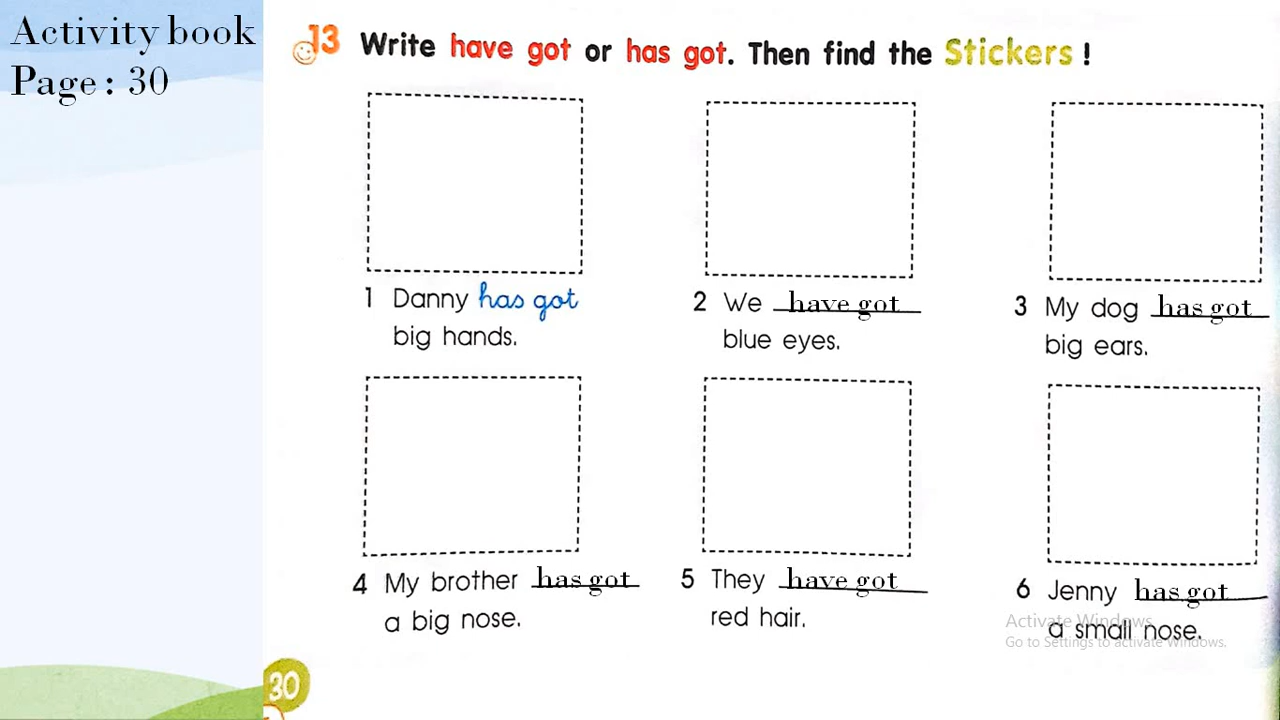 Activity book
Page : 30
13 Write have got or has got. Then find the Stickers !
1 Danny has got
big hands.
2 We have got
blue eyes.
3 My dog has got
big ears.
4 My brother has got
a big nose.
5 They have got
red hair.
6 Jenny has got
a small nose.
Activate Windows
Go to Settings to activate Windows.
30